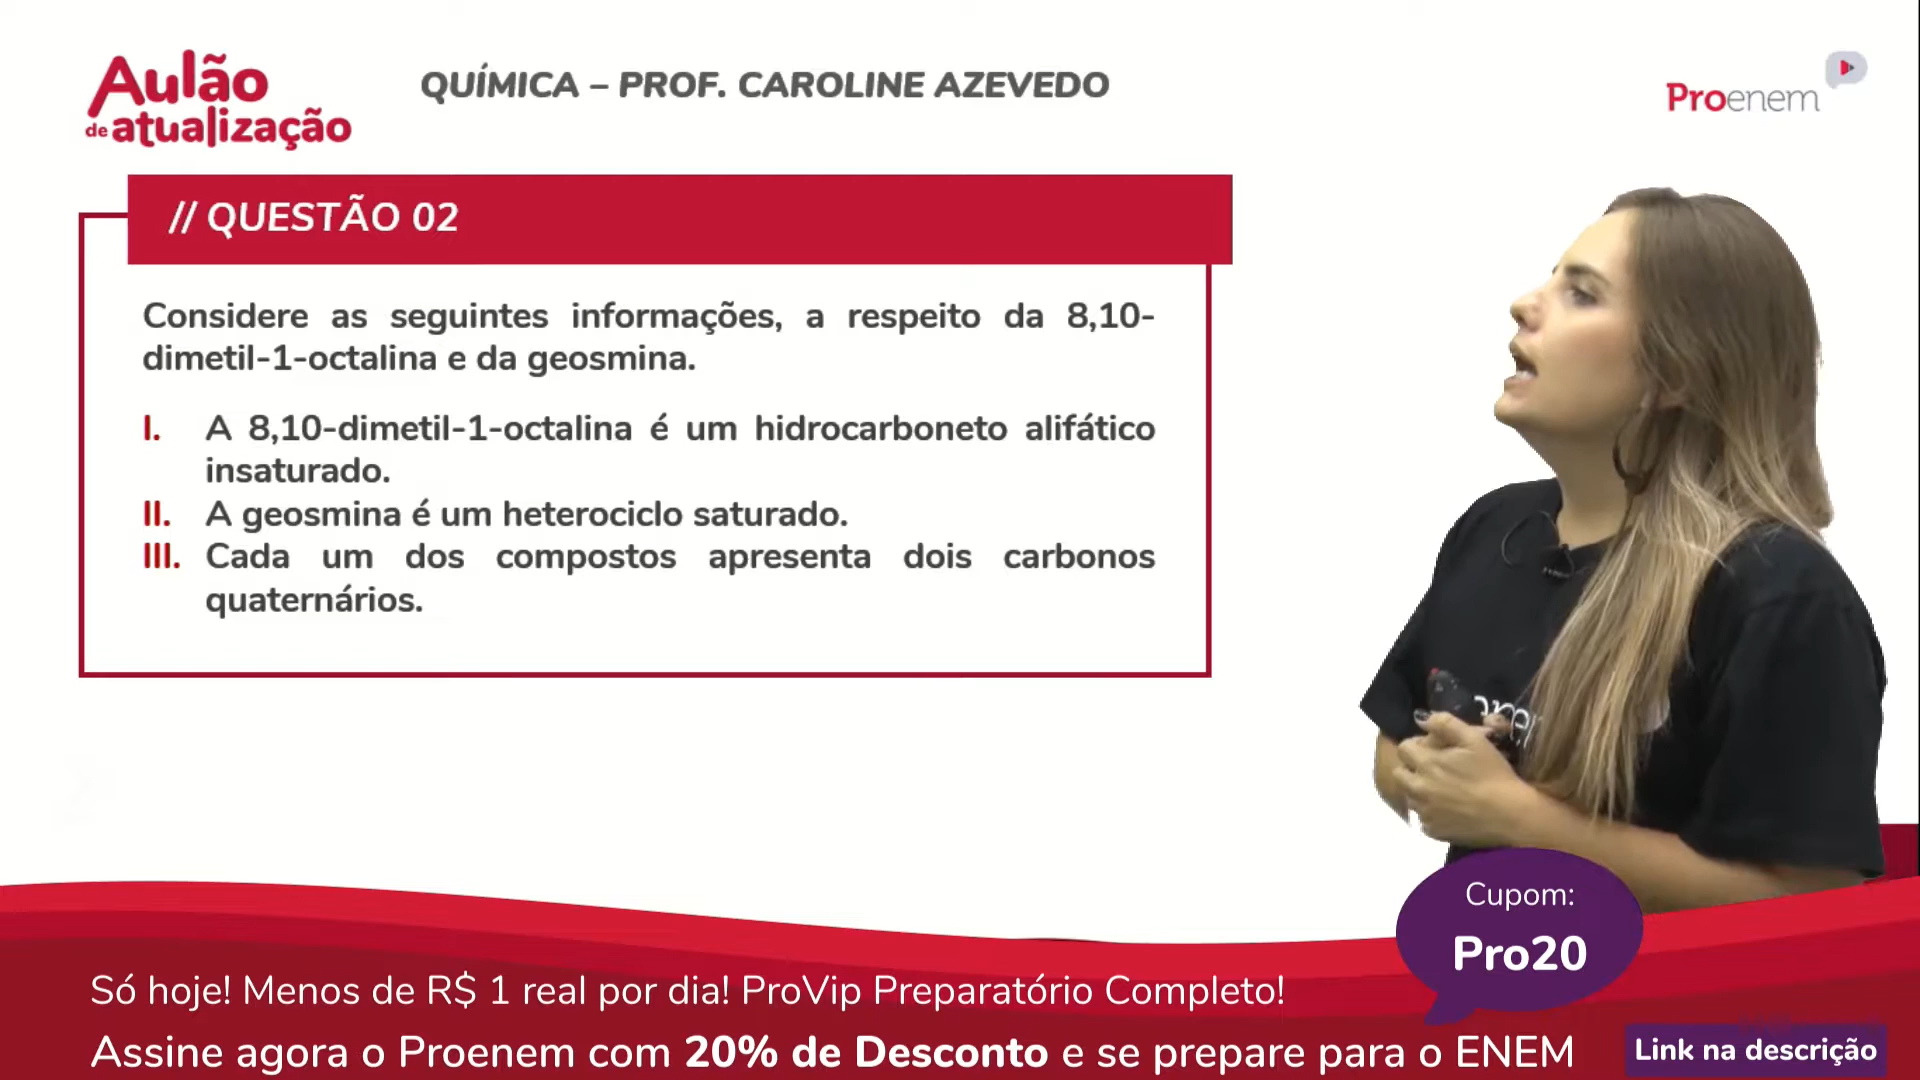 Aulão
de atualização
QUÍMICA – PROF. CAROLINE AZEVEDO
Proenem
// QUESTÃO 02
Considere as seguintes informações, a respeito da 8,10-
dimetil-1-octalina e da geosmina.
I. A 8,10-dimetil-1-octalina é um hidrocarboneto alifático
insaturado.
II. A geosmina é um heterociclo saturado.
III. Cada um dos compostos apresenta dois carbonos
quaternários.
Cupom:
Pro20
Só hoje! Menos de R$ 1 real por dia! ProVip Preparatório Completo!
Assine agora o Proenem com 20% de Desconto e se prepare para o ENEM
Link na descrição